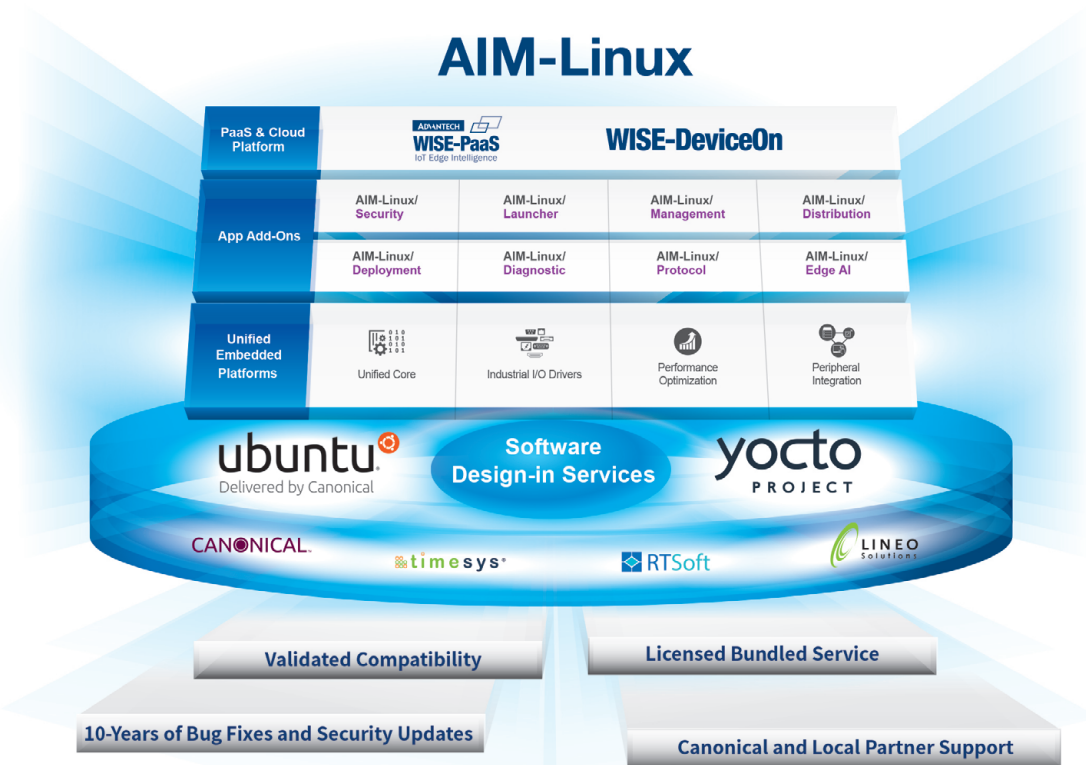 AIM-Linux
PaaS & Cloud
Platform
ADVANTECH
WISE-PaaS
IoT Edge Intelligence
WISE-DeviceOn
App Add-Ons
AIM-Linux/
Security
AIM-Linux/
Launcher
AIM-Linux/
Management
AIM-Linux/
Distribution
AIM-Linux/
Deployment
AIM-Linux/
Diagnostic
AIM-Linux/
Protocol
AIM-Linux/
Edge AI
Unified
Embedded
Platforms
010
101
010
101
Unified Core
Industrial I/O Drivers
Performance
Optimization
Peripheral
Integration
ubuntu
Delivered by Canonical
Software
Design-in Services
yocto
PROJECT
CANONICAL
timesys®
RTSoft
LINEO
Solutions
Validated Compatibility
Licensed Bundled Service
10-Years of Bug Fixes and Security Updates
Canonical and Local Partner Support